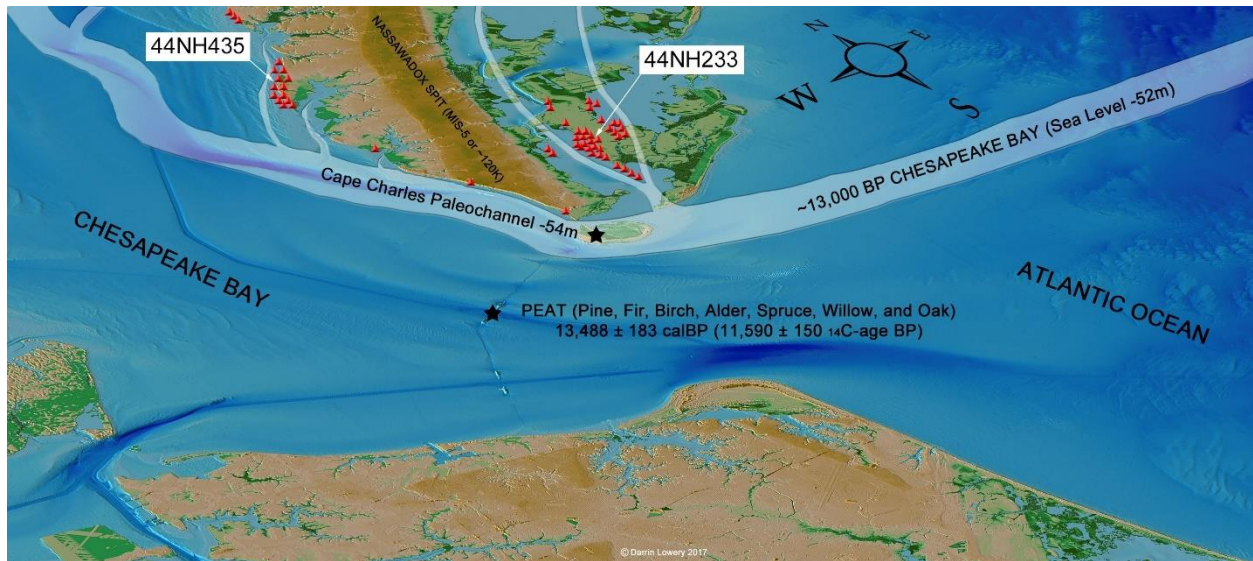 44NH435
44NH233
NASSAWADOX SPIT (MIS-5 or ~120K)
N
E
W
S
~13,000 BP CHESAPEAKE BAY (Sea Level -52m)
Cape Charles Paleochannel -54m
CHESAPEAKE BAY
ATLANTIC OCEAN
PEAT (Pine, Fir, Birch, Alder, Spruce, Willow, and Oak)
13,488 ± 183 calBP (11,590 ± 150 14C-age BP)
© Darrin Lowery 2017